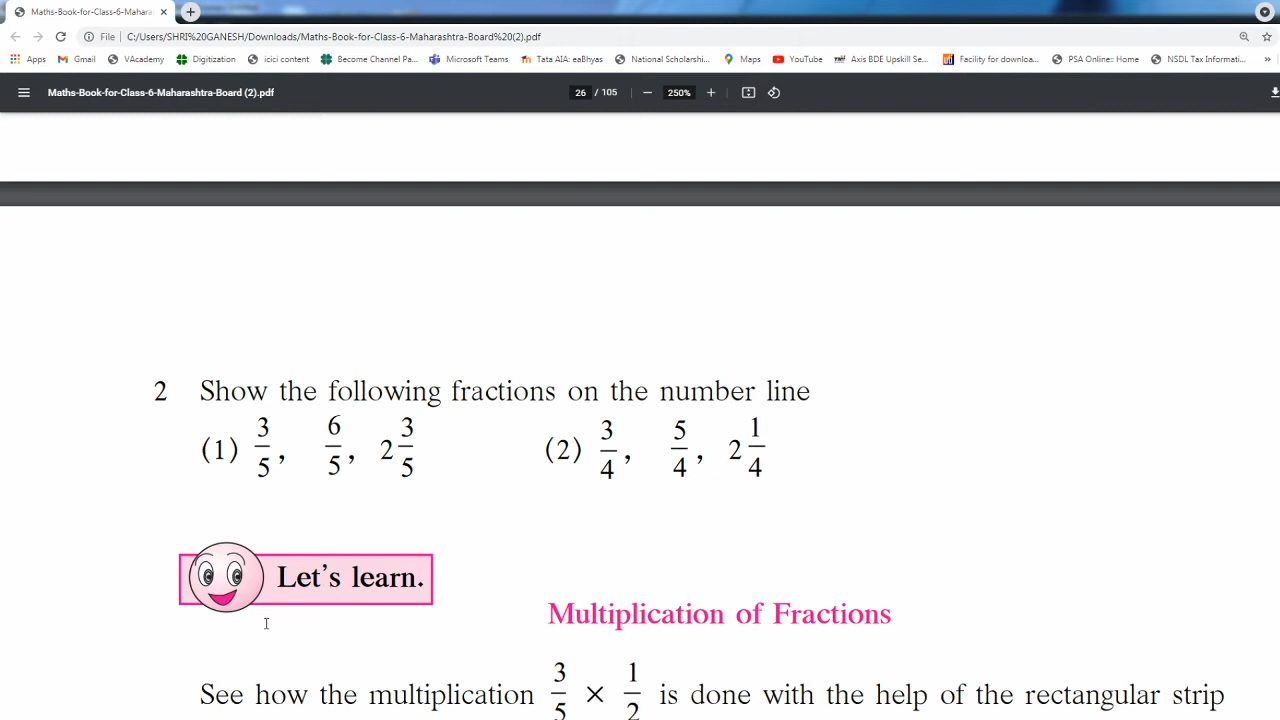 Maths-Book-for-Class-6-Mahara
File C:/Users/SHRI%20GANESH/Downloads/Maths-Book-for-Class-6-Maharashtra-Board%20(2).pdf
Apps Gmail VAcademy Digitization icici content Become Channel Pa... Microsoft Teams Tata AIA: eaBhyas National Scholarshi... Maps YouTube Axis BDE Upskill Se... Facility for downloa... PSA Online:: Home NSDL Tax Informati... »
Maths-Book-for-Class-6-Maharashtra-Board (2).pdf 26 / 105 — 250% +
2 Show the following fractions on the number line
(1) 3/5, 6/5, 2 3/5 (2) 3/4, 5/4, 2 1/4
Let's learn.
Multiplication of Fractions
See how the multiplication 3/5 × 1/2 is done with the help of the rectangular strip